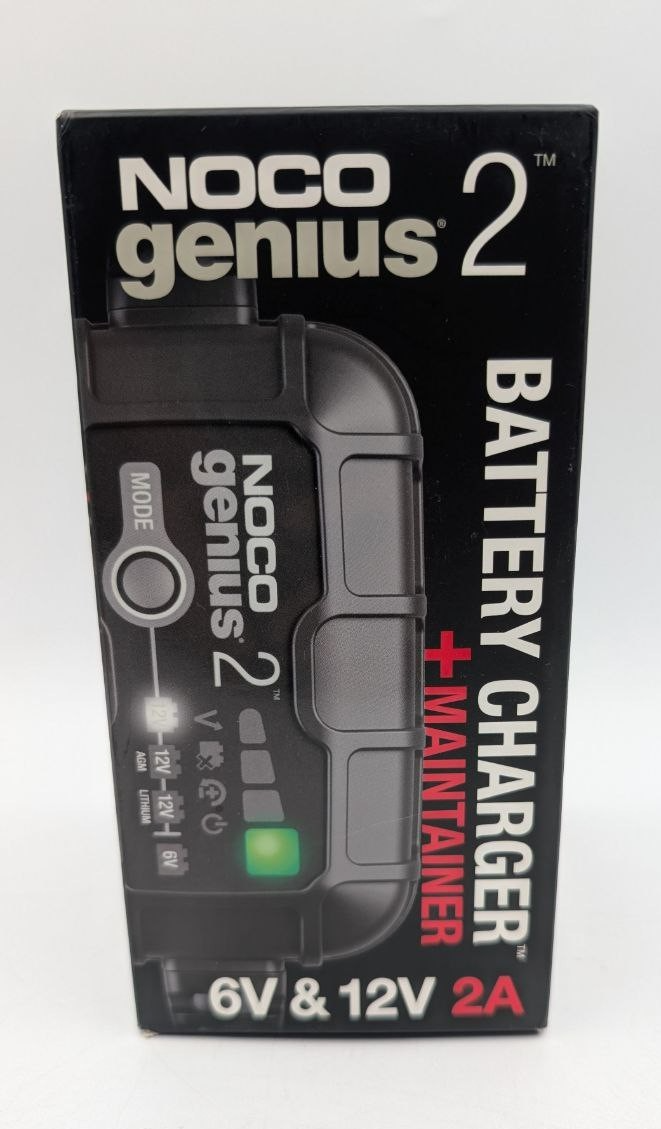 NOCO
genius® 2™
BATTERY CHARGER™
+MAINTAINER
NOCO
genius® 2™
MODE
12V
12V
AGM
12V
LITHIUM
6V
6V & 12V 2A